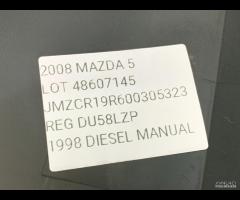 2008 MAZDA 5
LOT 48607145
JMZCR19R600305323
REG DU58LZP
1998 DIESEL MANUAL